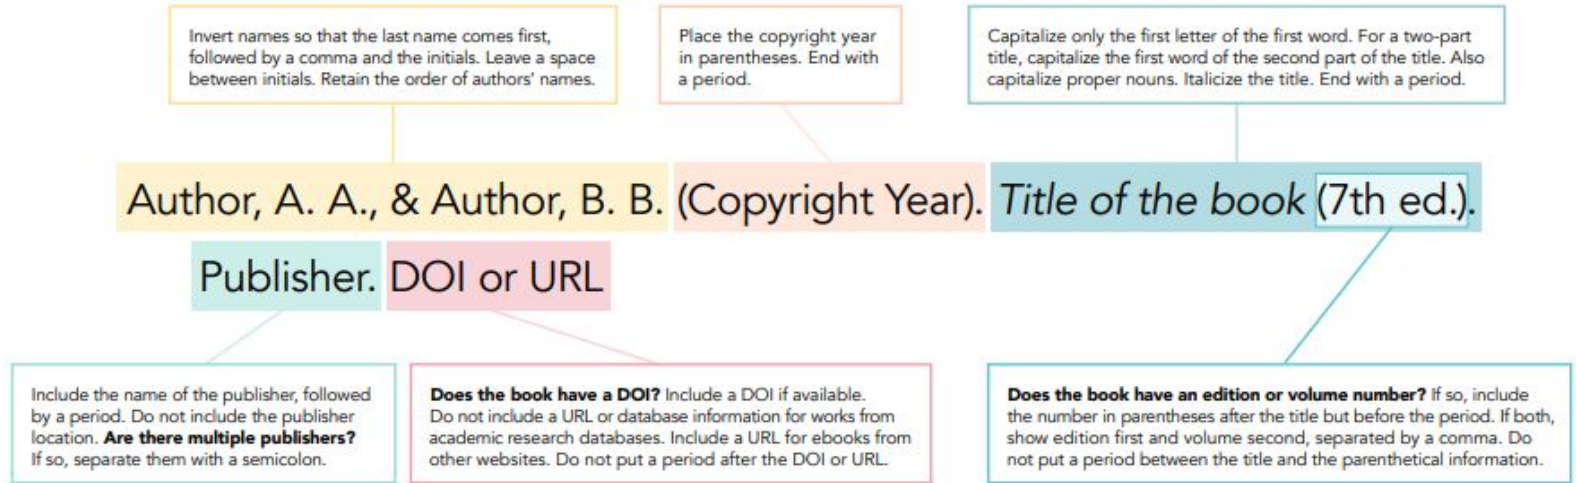 Invert names so that the last name comes first,
followed by a comma and the initials. Leave a space
between initials. Retain the order of authors' names.
Place the copyright year
in parentheses. End with
a period.
Capitalize only the first letter of the first word. For a two-part
title, capitalize the first word of the second part of the title. Also
capitalize proper nouns. Italicize the title. End with a period.
Author, A. A., & Author, B. B. (Copyright Year). Title of the book (7th ed.).
Publisher. DOI or URL
Include the name of the publisher, followed
by a period. Do not include the publisher
location. Are there multiple publishers?
If so, separate them with a semicolon.
Does the book have a DOI? Include a DOI if available.
Do not include a URL or database information for works from
academic research databases. Include a URL for ebooks from
other websites. Do not put a period after the DOI or URL.
Does the book have an edition or volume number? If so, include
the number in parentheses after the title but before the period. If both,
show edition first and volume second, separated by a comma. Do
not put a period between the title and the parenthetical information.